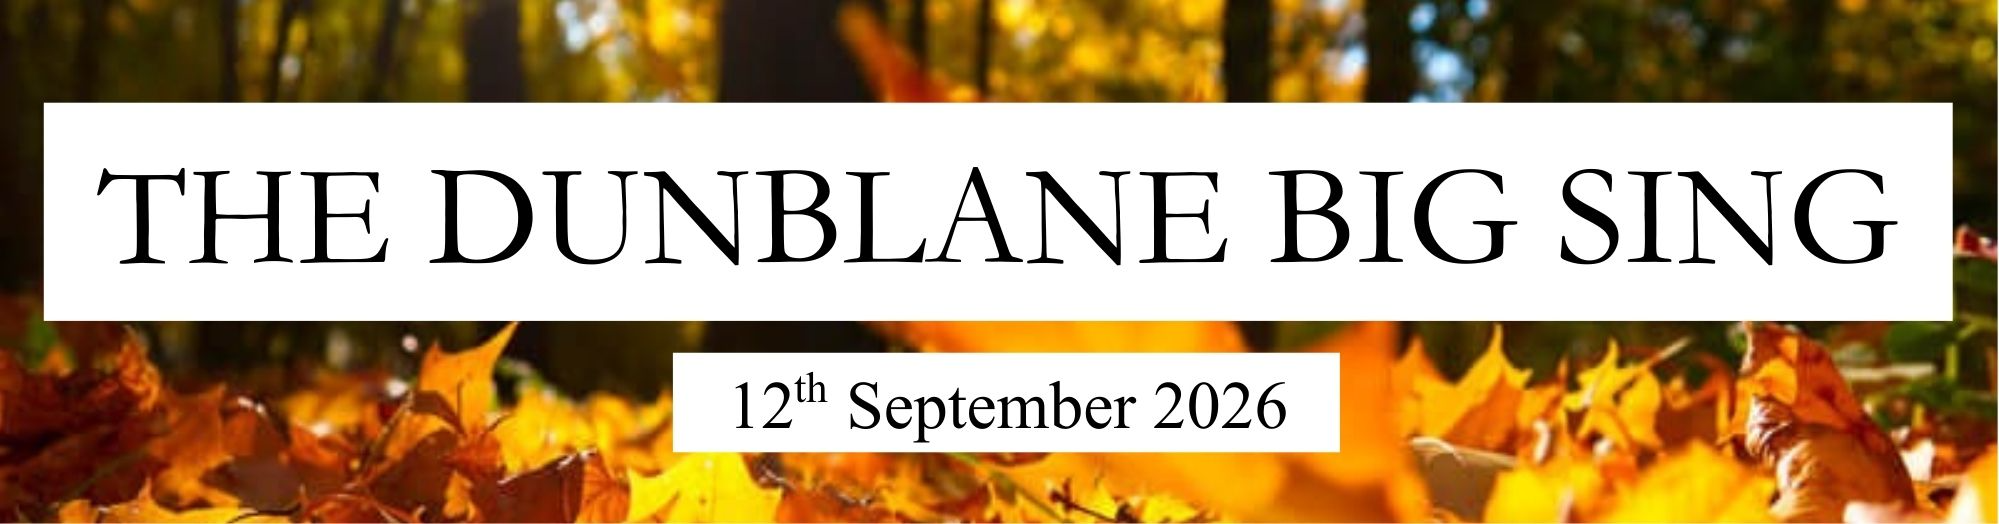 THE DUNBLANE BIG SING
12th September 2026